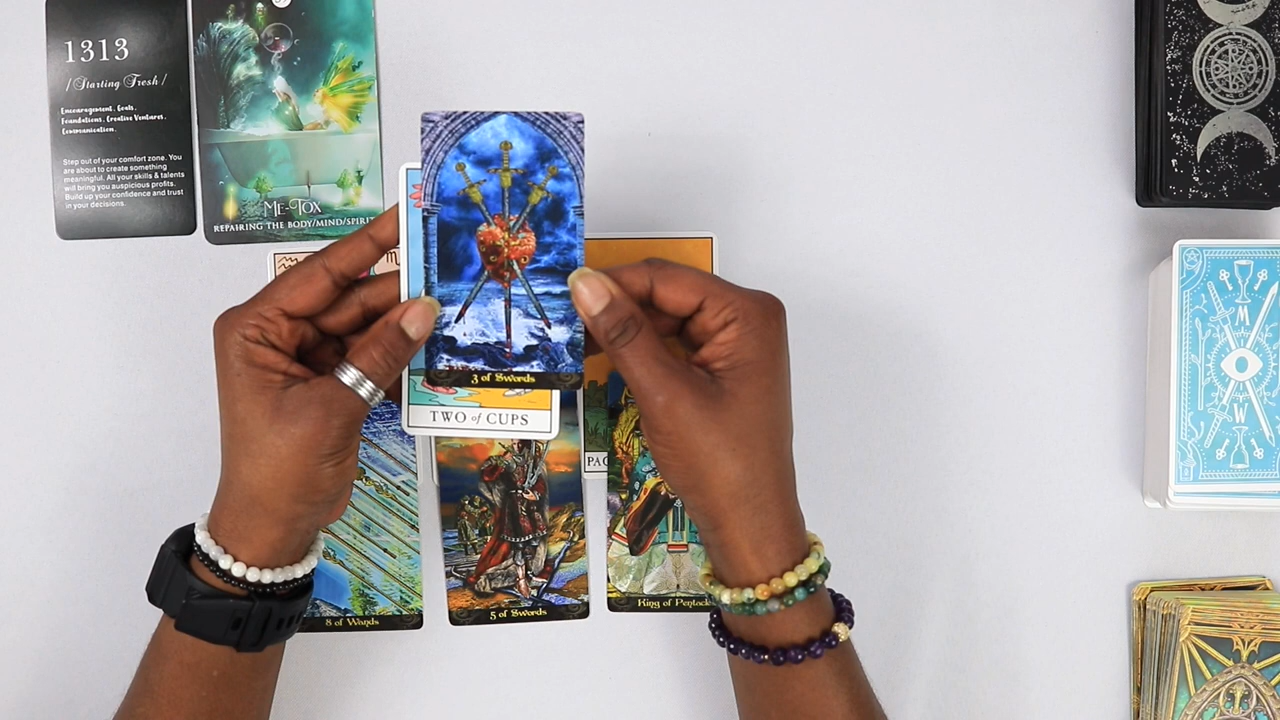 1313
/Starting Fresh/
Encouragement, Goals,
Foundations, Creative Ventures,
Communication.
Step out of your comfort zone. You
are about to create something
meaningful. All your skills & talents
will bring you auspicious profits.
Build up your confidence and trust
in your decisions.
ME-TOX
REPAIRING THE BODY/MIND/SPIRIT
3 of Swords
TWO of CUPS
PAG
8 of Wands
5 of Swords
King of Pentacle
M
W